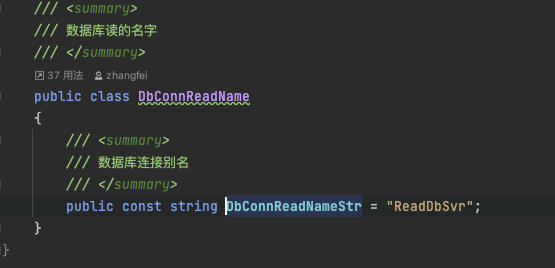 /// <summary>
/// 数据库读的名字
/// </summary>
37 用法 zhangfei
public class DbConnReadName
{
/// <summary>
/// 数据库连接别名
/// </summary>
public const string DbConnReadNameStr = "ReadDbSvr";
}
}